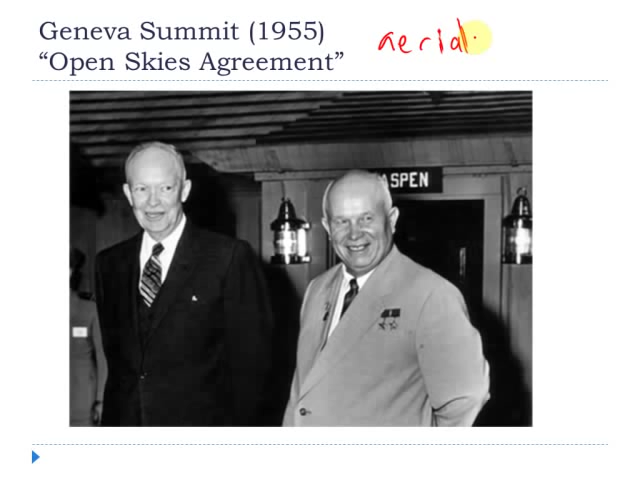 Geneva Summit (1955)
“Open Skies Agreement”
aerial
ASPEN